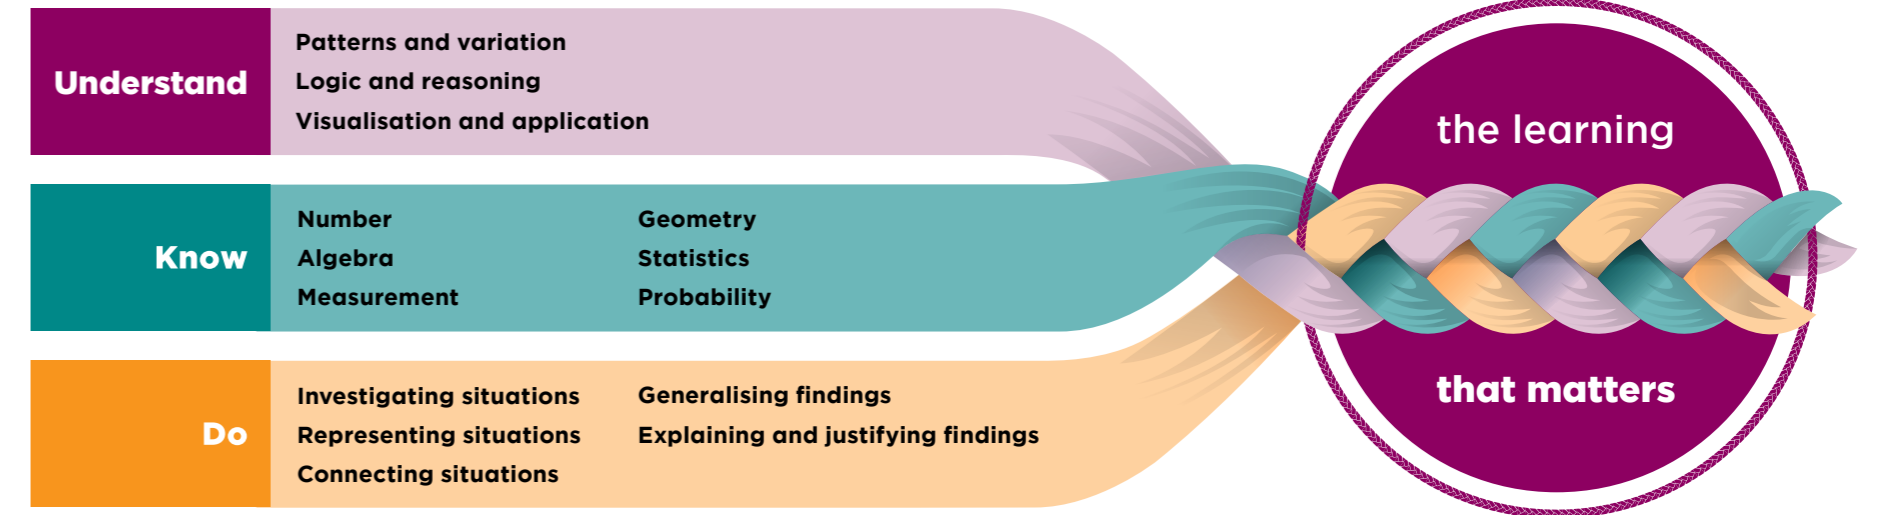 Understand
Patterns and variation
Logic and reasoning
Visualisation and application
Know
Number
Algebra
Measurement
Geometry
Statistics
Probability
Do
Investigating situations
Representing situations
Connecting situations
Generalising findings
Explaining and justifying findings
the learning
that matters